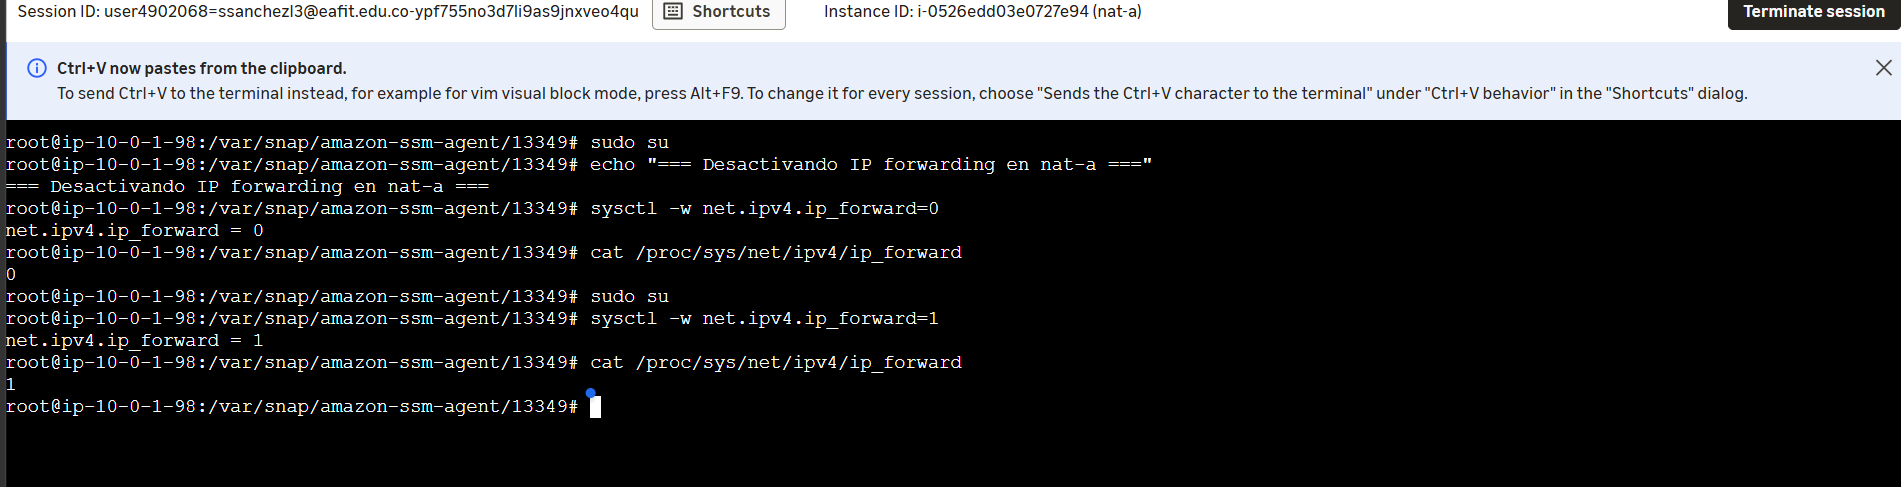 Session ID: user4902068=ssanchezl3@eafit.edu.co-ypf755no3d7li9as9jnxveo4qu Shortcuts Instance ID: i-0526edd03e0727e94 (nat-a) Terminate session
Ctrl+V now pastes from the clipboard.
To send Ctrl+V to the terminal instead, for example for vim visual block mode, press Alt+F9. To change it for every session, choose "Sends the Ctrl+V character to the terminal" under "Ctrl+V behavior" in the "Shortcuts" dialog.
root@ip-10-0-1-98:/var/snap/amazon-ssm-agent/13349# sudo su
root@ip-10-0-1-98:/var/snap/amazon-ssm-agent/13349# echo "=== Desactivando IP forwarding en nat-a ==="
=== Desactivando IP forwarding en nat-a ===
root@ip-10-0-1-98:/var/snap/amazon-ssm-agent/13349# sysctl -w net.ipv4.ip_forward=0
net.ipv4.ip_forward = 0
root@ip-10-0-1-98:/var/snap/amazon-ssm-agent/13349# cat /proc/sys/net/ipv4/ip_forward
0
root@ip-10-0-1-98:/var/snap/amazon-ssm-agent/13349# sudo su
root@ip-10-0-1-98:/var/snap/amazon-ssm-agent/13349# sysctl -w net.ipv4.ip_forward=1
net.ipv4.ip_forward = 1
root@ip-10-0-1-98:/var/snap/amazon-ssm-agent/13349# cat /proc/sys/net/ipv4/ip_forward
1
root@ip-10-0-1-98:/var/snap/amazon-ssm-agent/13349#